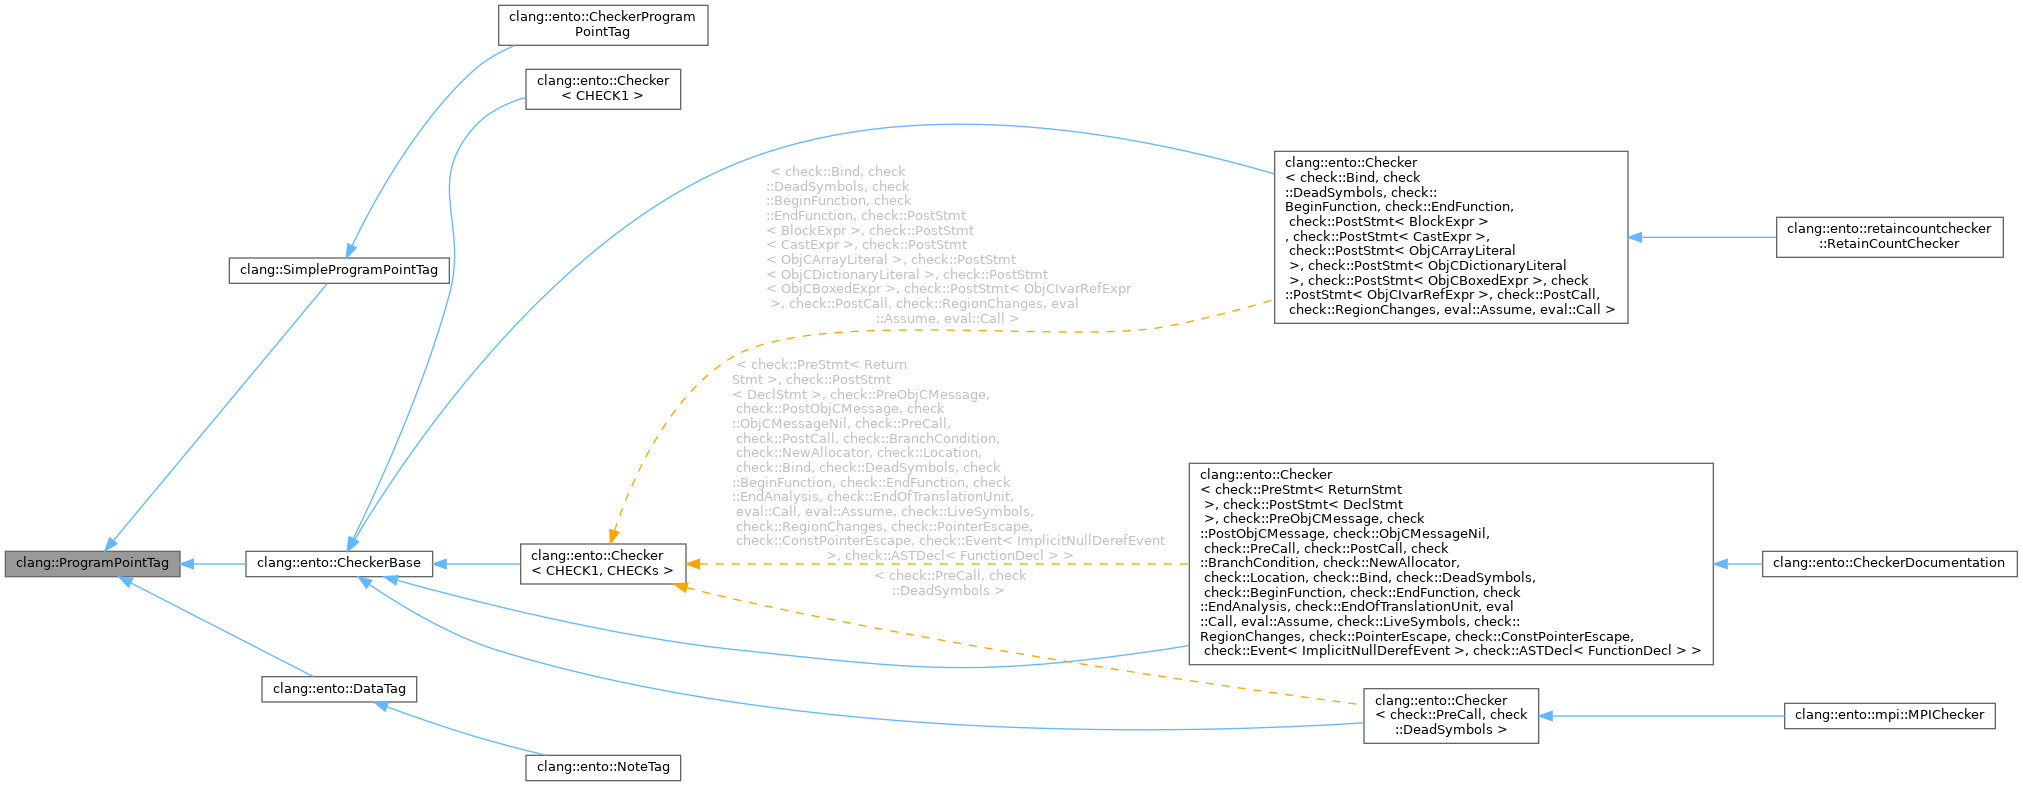 clang::ento::CheckerProgram
PointTag
clang::ento::Checker
< CHECK1 >
clang::SimpleProgramPointTag
< check::Bind, check
::DeadSymbols, check
::BeginFunction, check
::EndFunction, check::PostStmt
< BlockExpr >, check::PostStmt
< CastExpr >, check::PostStmt
< ObjCArrayLiteral >, check::PostStmt
< ObjCDictionaryLiteral >, check::PostStmt
< ObjCBoxedExpr >, check::PostStmt< ObjCIvarRefExpr
>, check::PostCall, check::RegionChanges, eval
::Assume, eval::Call >
clang::ento::Checker
< check::Bind, check
::DeadSymbols, check::
BeginFunction, check::EndFunction,
check::PostStmt< BlockExpr >
, check::PostStmt< CastExpr >,
check::PostStmt< ObjCArrayLiteral
>, check::PostStmt< ObjCDictionaryLiteral
>, check::PostStmt< ObjCBoxedExpr >, check
::PostStmt< ObjCIvarRefExpr >, check::PostCall,
check::RegionChanges, eval::Assume, eval::Call >
clang::ento::retaincountchecker
::RetainCountChecker
< check::PreStmt< Return
Stmt >, check::PostStmt
< DeclStmt >, check::PreObjCMessage,
check::PostObjCMessage, check
::ObjCMessageNil, check::PreCall,
check::PostCall, check::BranchCondition,
check::NewAllocator, check::Location,
check::Bind, check::DeadSymbols, check
::BeginFunction, check::EndFunction, check
::EndAnalysis, check::EndOfTranslationUnit,
eval::Call, eval::Assume, check::LiveSymbols,
check::RegionChanges, check::PointerEscape,
check::ConstPointerEscape, check::Event< ImplicitNullDerefEvent
>, check::ASTDecl< FunctionDecl > >
clang::ProgramPointTag
clang::ento::CheckerBase
clang::ento::Checker
< CHECK1, CHECKs >
< check::PreCall, check
::DeadSymbols >
clang::ento::Checker
< check::PreStmt< ReturnStmt
>, check::PostStmt< DeclStmt
>, check::PreObjCMessage, check
::PostObjCMessage, check::ObjCMessageNil,
check::PreCall, check::PostCall, check
::BranchCondition, check::NewAllocator,
check::Location, check::Bind, check::DeadSymbols,
check::BeginFunction, check::EndFunction, check
::EndAnalysis, check::EndOfTranslationUnit, eval
::Call, eval::Assume, check::LiveSymbols, check::
RegionChanges, check::PointerEscape, check::ConstPointerEscape,
check::Event< ImplicitNullDerefEvent >, check::ASTDecl< FunctionDecl > >
clang::ento::CheckerDocumentation
clang::ento::DataTag
clang::ento::Checker
< check::PreCall, check
::DeadSymbols >
clang::ento::mpi::MPIChecker
clang::ento::NoteTag